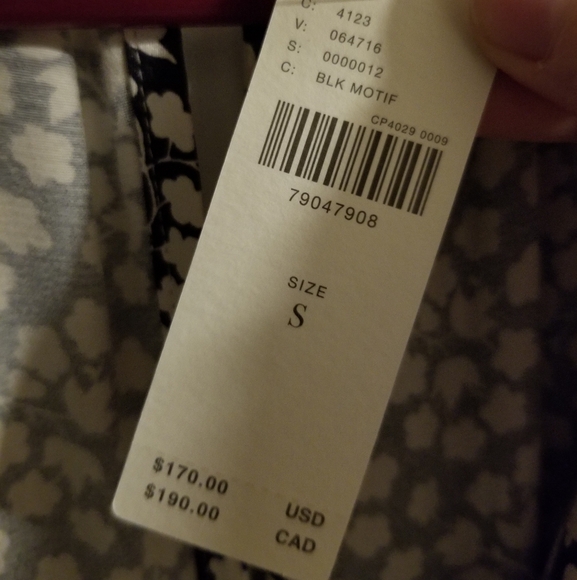 C: 4123
V: 064716
S: 0000012
C: BLK MOTIF
CP4029 0009
79047908
SIZE
S
$170.00 USD
$190.00 CAD